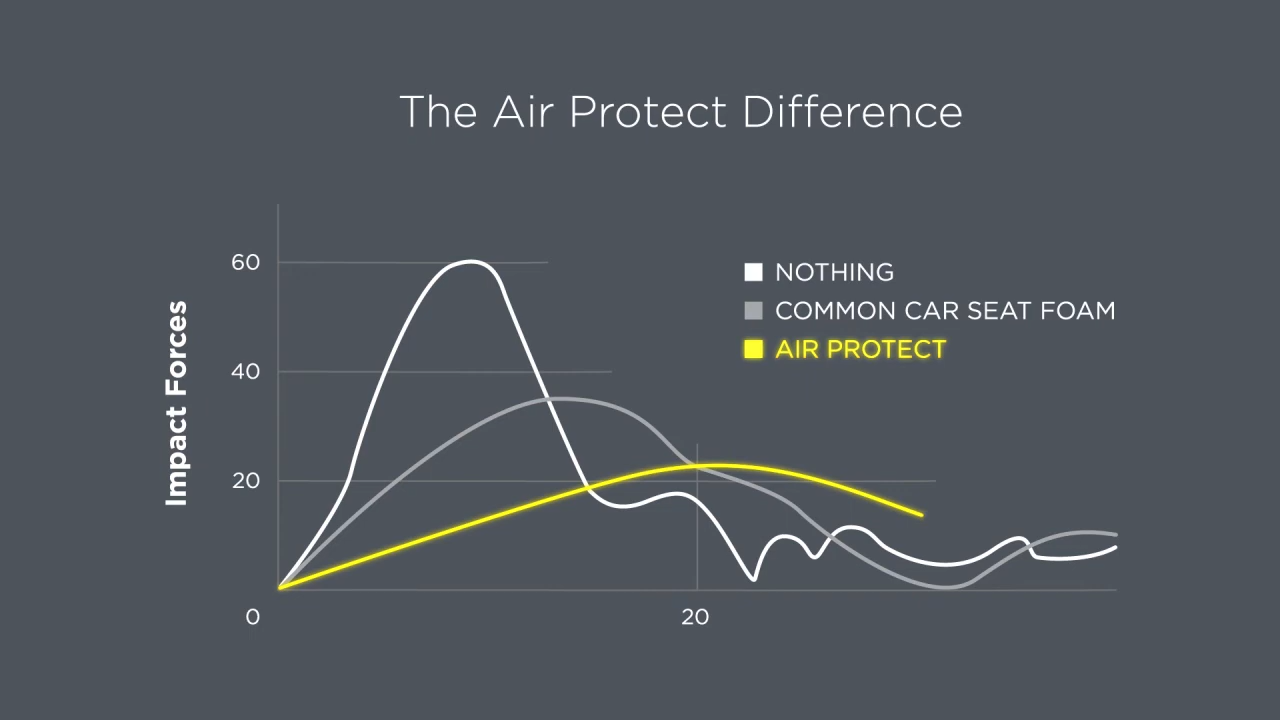 The Air Protect Difference
Impact Forces
60
40
20
0
20
NOTHING
COMMON CAR SEAT FOAM
AIR PROTECT